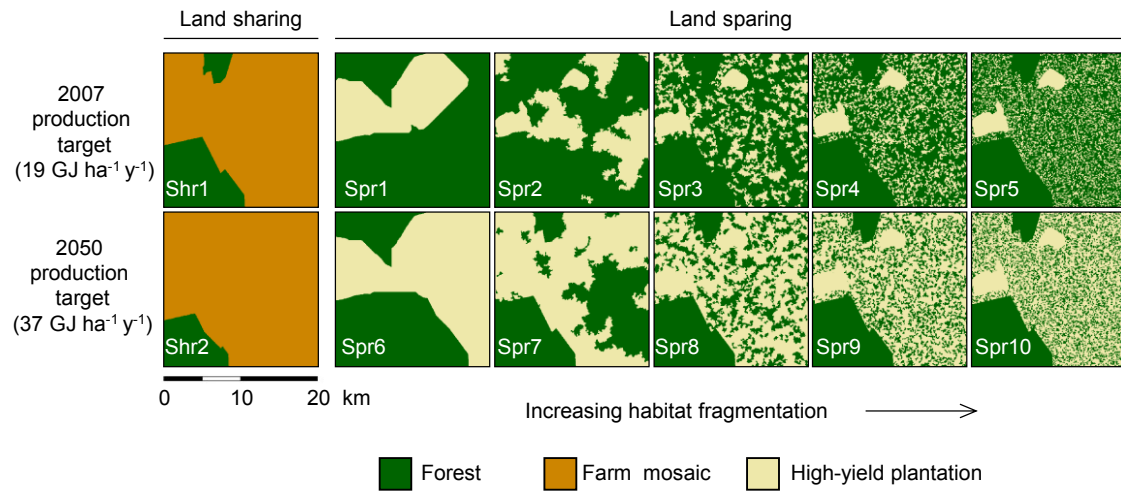 Land sharing
Land sparing
2007
production
target
(19 GJ ha⁻¹ y⁻¹)
Shr1
Spr1
Spr2
Spr3
Spr4
Spr5
2050
production
target
(37 GJ ha⁻¹ y⁻¹)
Shr2
Spr6
Spr7
Spr8
Spr9
Spr10
0 10 20 km
Increasing habitat fragmentation
Forest
Farm mosaic
High-yield plantation